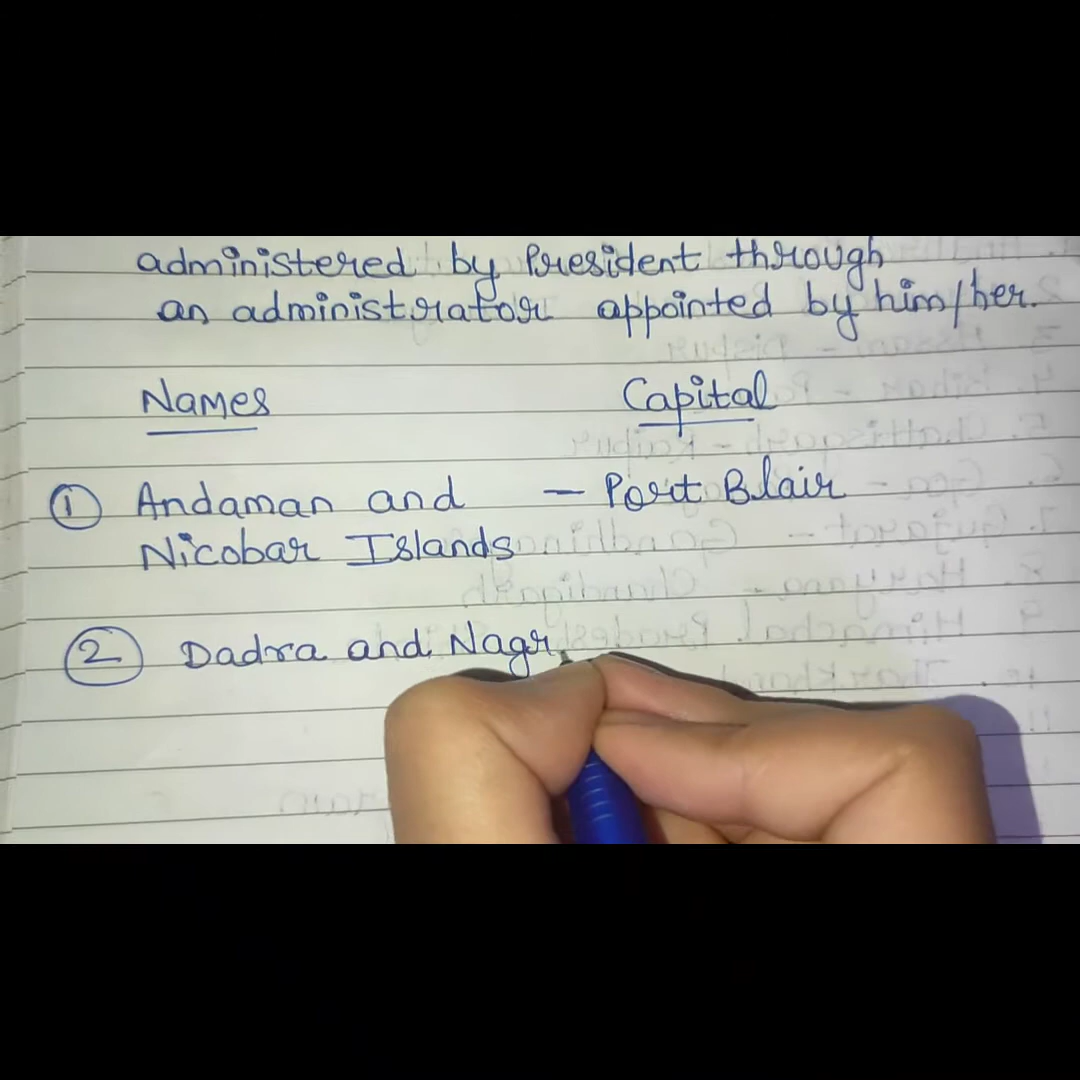 administered by President through
an administrator appointed by him/her.
Names Capital
① Andaman and — Port Blair
Nicobar Islands
② Dadra and Nagr